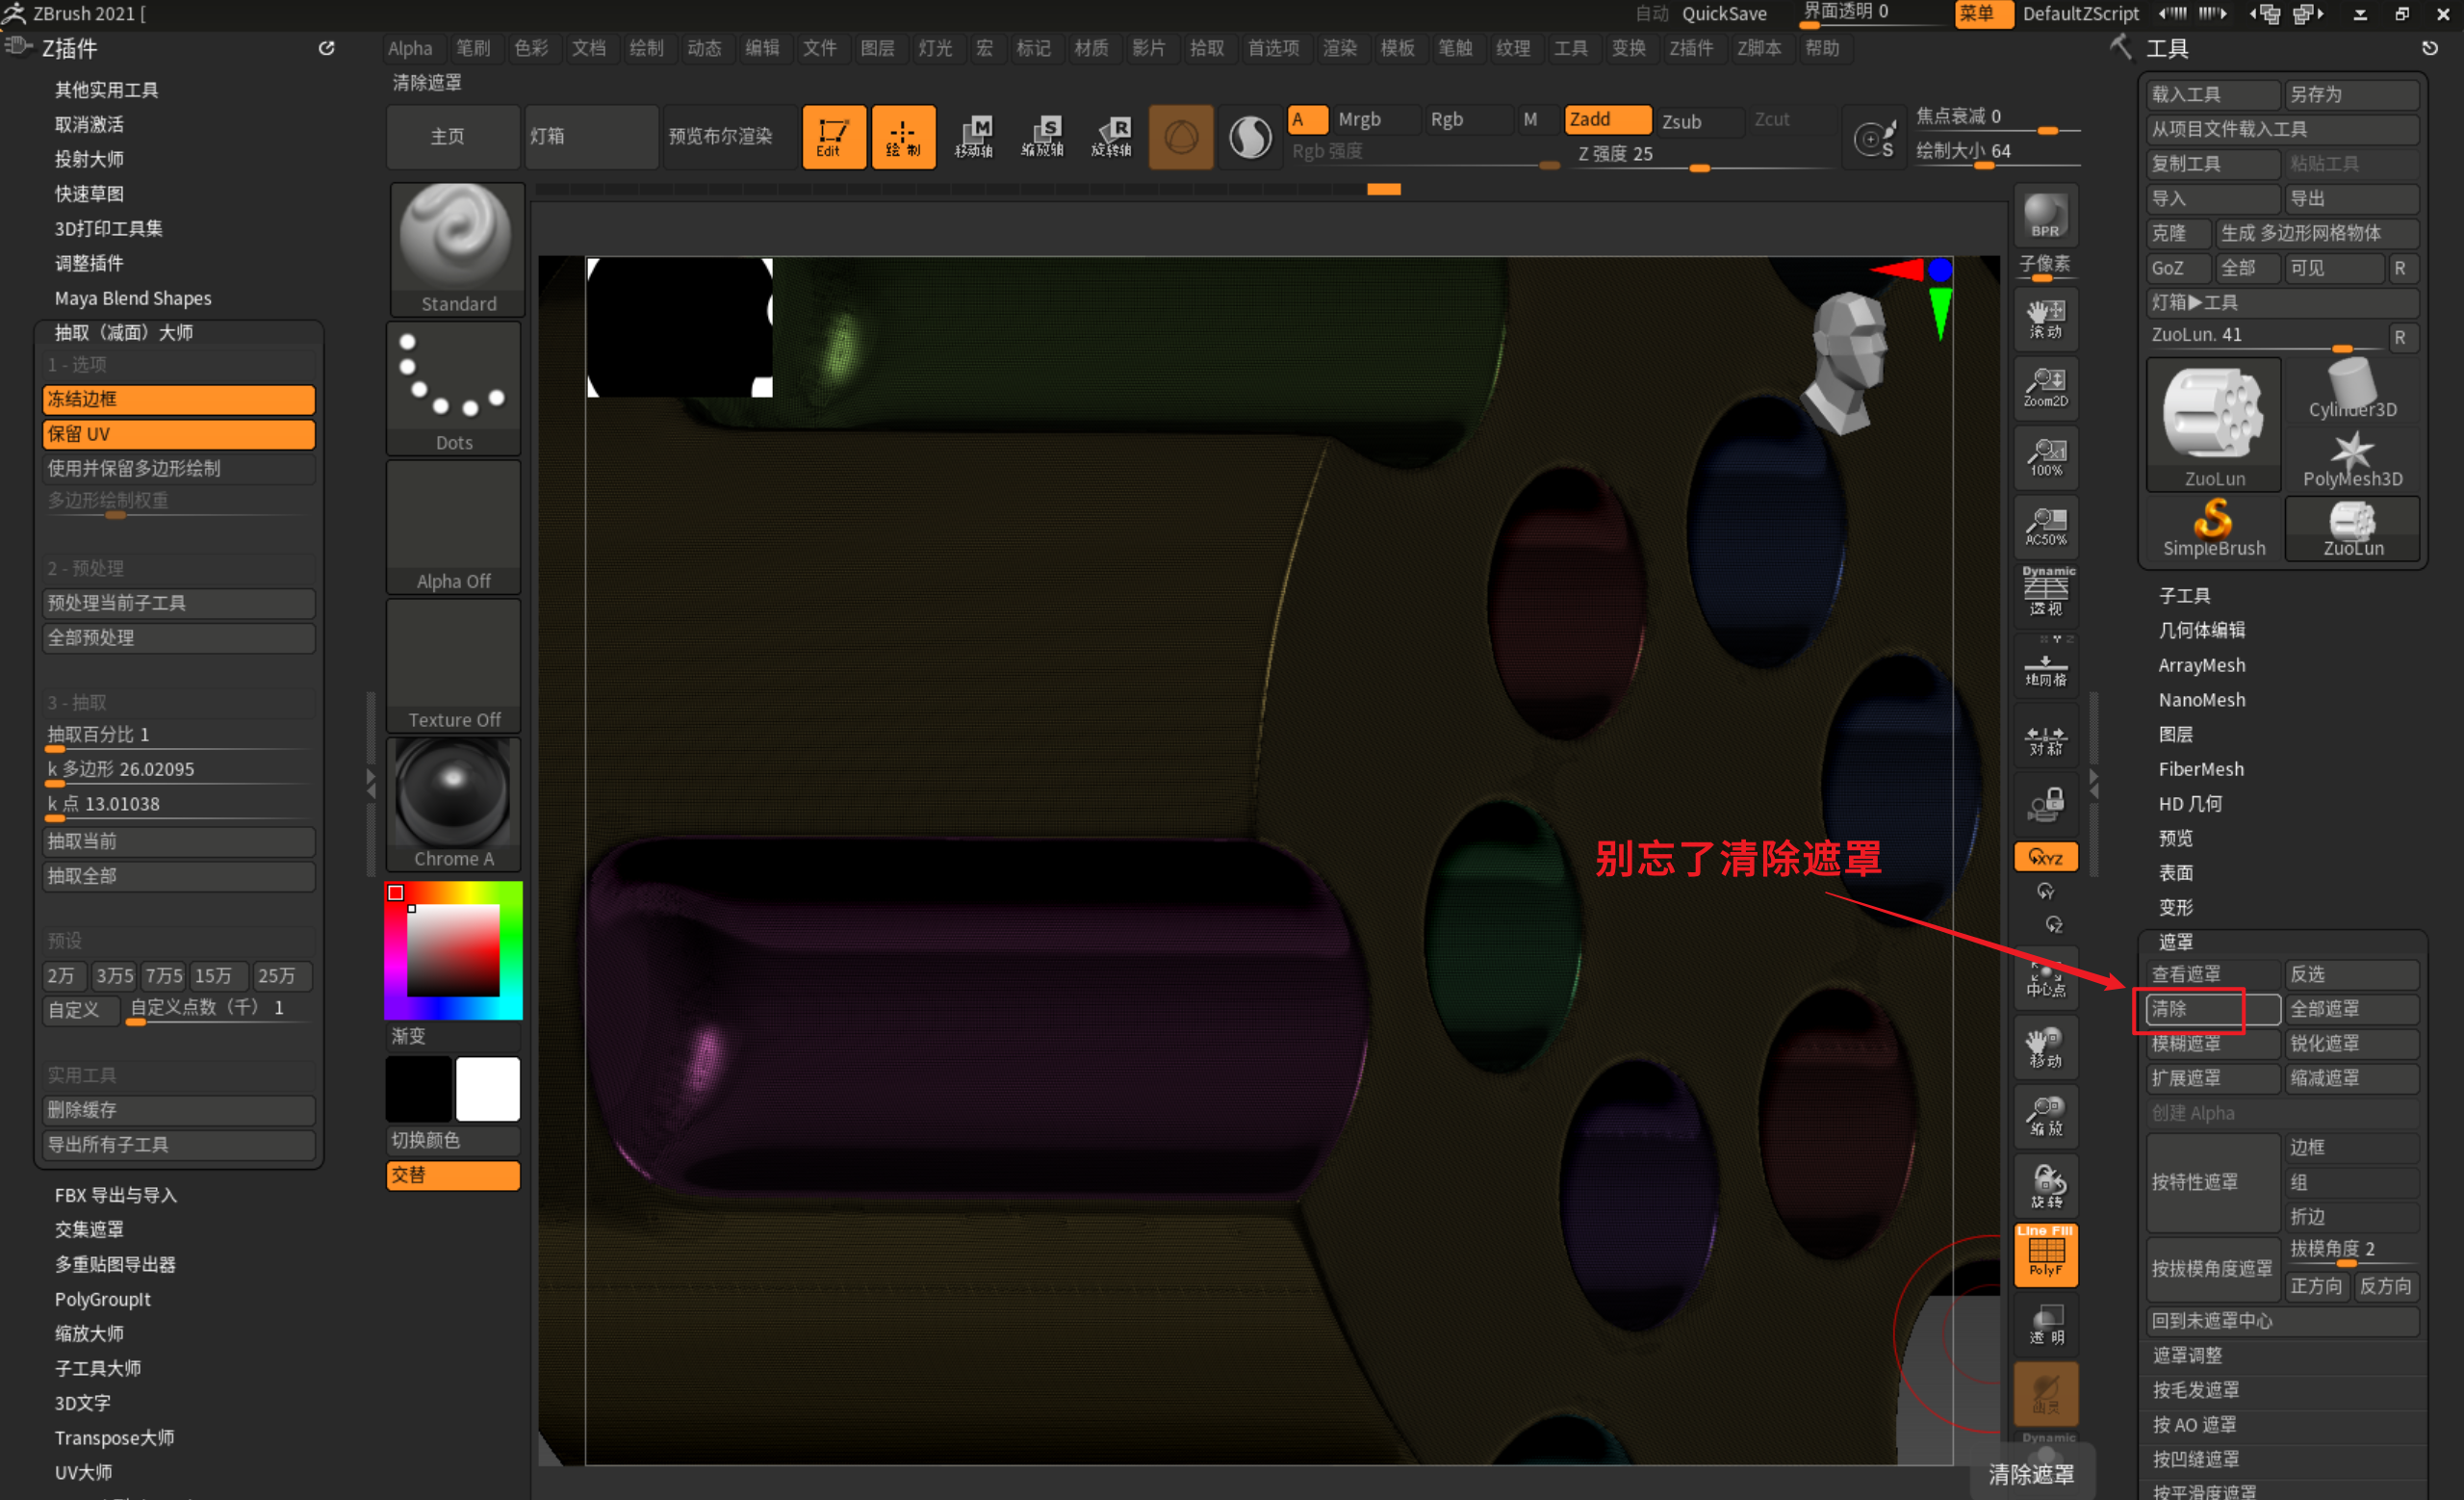 ZBrush 2021 [
自动 QuickSave 界面透明 0 菜单 DefaultZScript
Z插件
Alpha 笔刷 色彩 文档 绘制 动态 编辑 文件 图层 灯光 宏 标记 材质 影片 拾取 首选项 渲染 模板 笔触 纹理 工具 变换 Z插件 Z脚本 帮助
清除遮罩
主页 灯箱 预览布尔渲染 Edit 绘制 M 移动轴 S 缩放轴 R 旋转轴
A Mrgb Rgb M Zadd Zsub Zcut
Rgb 强度 Z 强度 25
S
焦点衰减 0
绘制大小 64
其他实用工具
取消激活
投射大师
快速草图
3D打印工具集
调整插件
Maya Blend Shapes
抽取（减面）大师
1 - 选项
冻结边框
保留 UV
使用并保留多边形绘制
多边形绘制权重
2 - 预处理
预处理当前子工具
全部预处理
3 - 抽取
抽取百分比 1
k 多边形 26.02095
k 点 13.01038
抽取当前
抽取全部
预设
2万 3万5 7万5 15万 25万
自定义 自定义点数（千） 1
实用工具
删除缓存
导出所有子工具
FBX 导出与导入
交集遮罩
多重贴图导出器
PolyGroupIt
缩放大师
子工具大师
3D文字
Transpose大师
UV大师
Standard
Dots
Alpha Off
Texture Off
Chrome A
渐变
切换颜色
交替
别忘了清除遮罩
BPR
子像素
滚动
Zoom2D
100%
AC50%
Dynamic
透视
地网格
对称
XYZ
Y
Z
中心点
移动
缩放
旋转
Line Fill
PolyF
透明
Dynamic
清除遮罩
工具
载入工具 另存为
从项目文件载入工具
复制工具 粘贴工具
导入 导出
克隆 生成 多边形网格物体
GoZ 全部 可见 R
灯箱▶工具
ZuoLun. 41 R
ZuoLun
Cylinder3D
PolyMesh3D
SimpleBrush
ZuoLun
子工具
几何体编辑
ArrayMesh
NanoMesh
图层
FiberMesh
HD 几何
预览
表面
变形
遮罩
查看遮罩 反选
清除 全部遮罩
模糊遮罩 锐化遮罩
扩展遮罩 缩减遮罩
创建 Alpha
按特性遮罩 边框
组
折边
按拔模角度遮罩 拔模角度 2
正方向 反方向
回到未遮罩中心
遮罩调整
按毛发遮罩
按 AO 遮罩
按凹缝遮罩
按平滑度遮罩